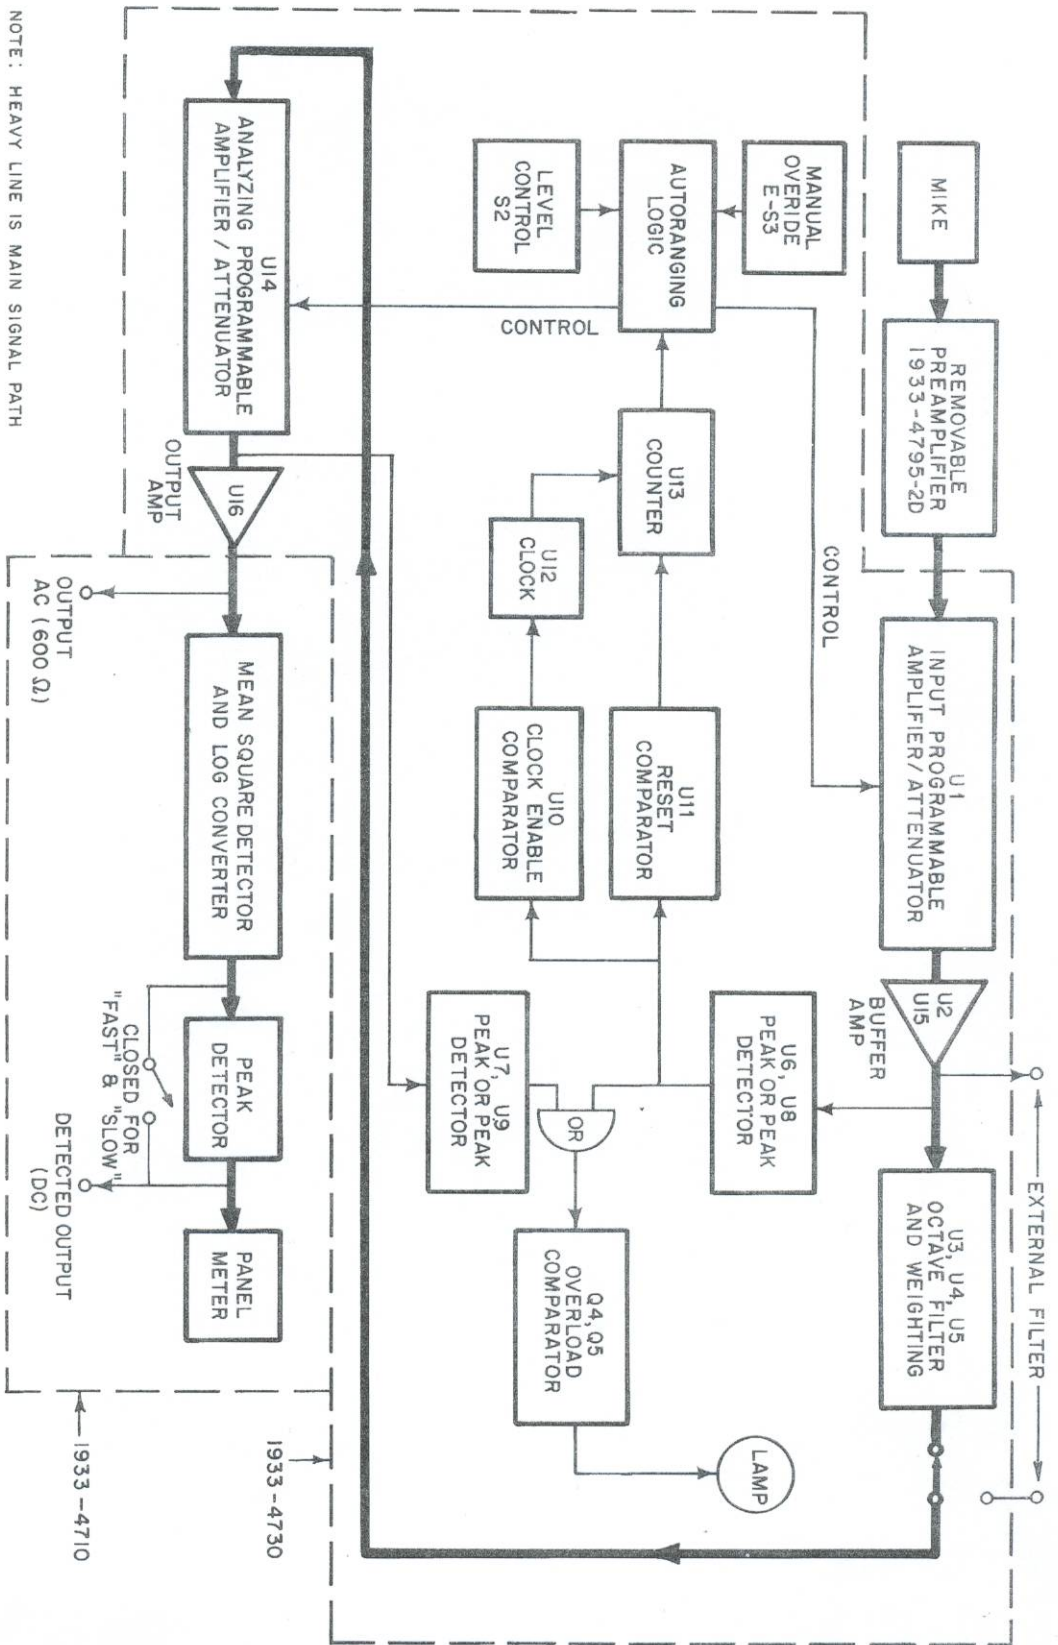 MIKE
REMOVABLE
PREAMPLIFIER
1933-4795-2D
U1
INPUT PROGRAMMABLE
AMPLIFIER/ATTENUATOR
U2
U15
BUFFER
AMP
EXTERNAL FILTER
U3, U4, U5
OCTAVE FILTER
AND WEIGHTING
MANUAL
OVERIDE
E-S3
AUTORANGING
LOGIC
LEVEL
CONTROL
S2
CONTROL
CONTROL
U13
COUNTER
U12
CLOCK
U11
RESET
COMPARATOR
U10
CLOCK ENABLE
COMPARATOR
U6, U8
PEAK OR PEAK
DETECTOR
OR
U7, U9
PEAK OR PEAK
DETECTOR
Q4, Q5
OVERLOAD
COMPARATOR
LAMP
U14
ANALYZING PROGRAMMABLE
AMPLIFIER / ATTENUATOR
U16
OUTPUT
AMP
1933-4730
MEAN SQUARE DETECTOR
AND LOG CONVERTER
PEAK
DETECTOR
PANEL
METER
CLOSED FOR
"FAST" & "SLOW"
OUTPUT
AC (600 Ω)
DETECTED OUTPUT
(DC)
1933-4710
NOTE: HEAVY LINE IS MAIN SIGNAL PATH